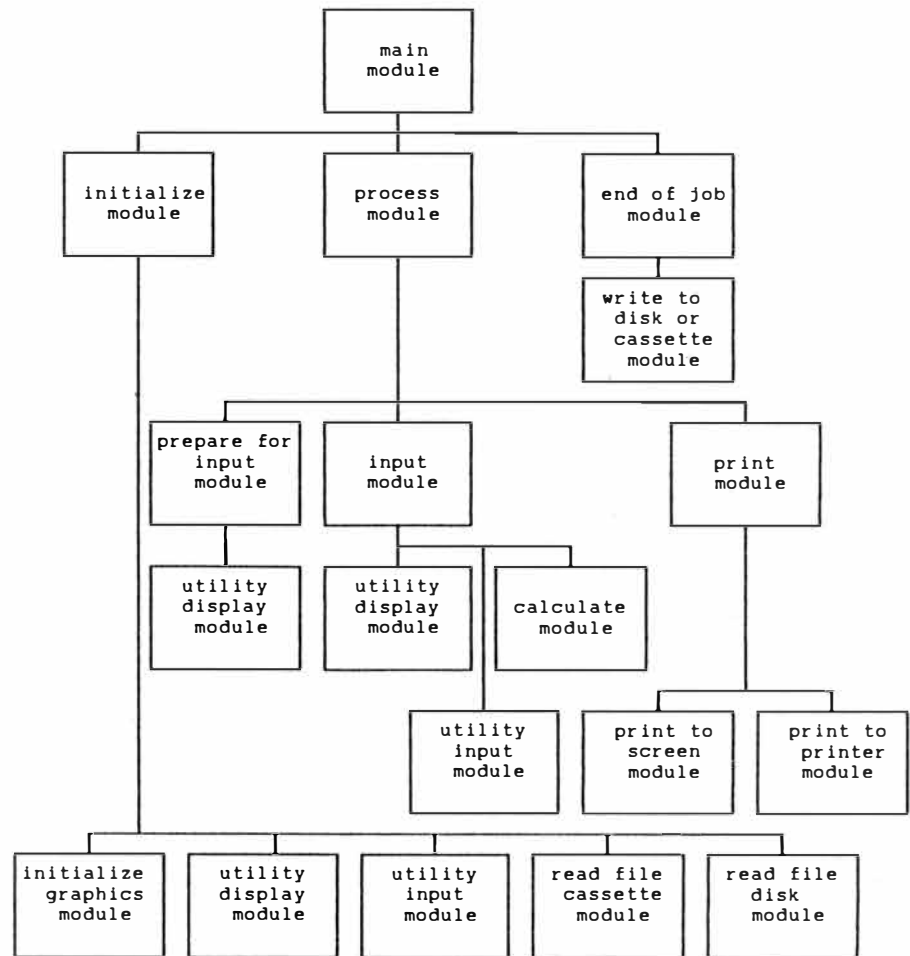 main
module
initialize
module
process
module
end of job
module
write to
disk or
cassette
module
prepare for
input
module
input
module
print
module
utility
display
module
utility
display
module
calculate
module
utility
input
module
print to
screen
module
print to
printer
module
initialize
graphics
module
utility
display
module
utility
input
module
read file
cassette
module
read file
disk
module